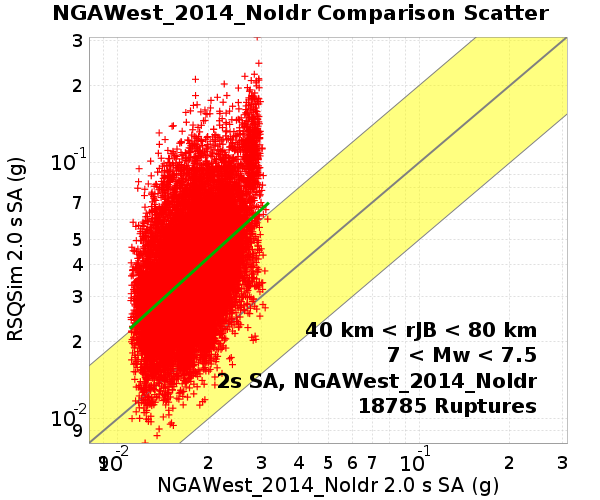 NGAWest_2014_NoIdr Comparison Scatter
3
2
10-1
7
5
4
3
2
10-2
9
RSQSim 2.0 s SA (g)
40 km < rJB < 80 km
7 < Mw < 7.5
2s SA, NGAWest_2014_NoIdr
18785 Ruptures
9 10-2 2 3 4 5 6 7 10-1 2 3
NGAWest_2014_NoIdr 2.0 s SA (g)